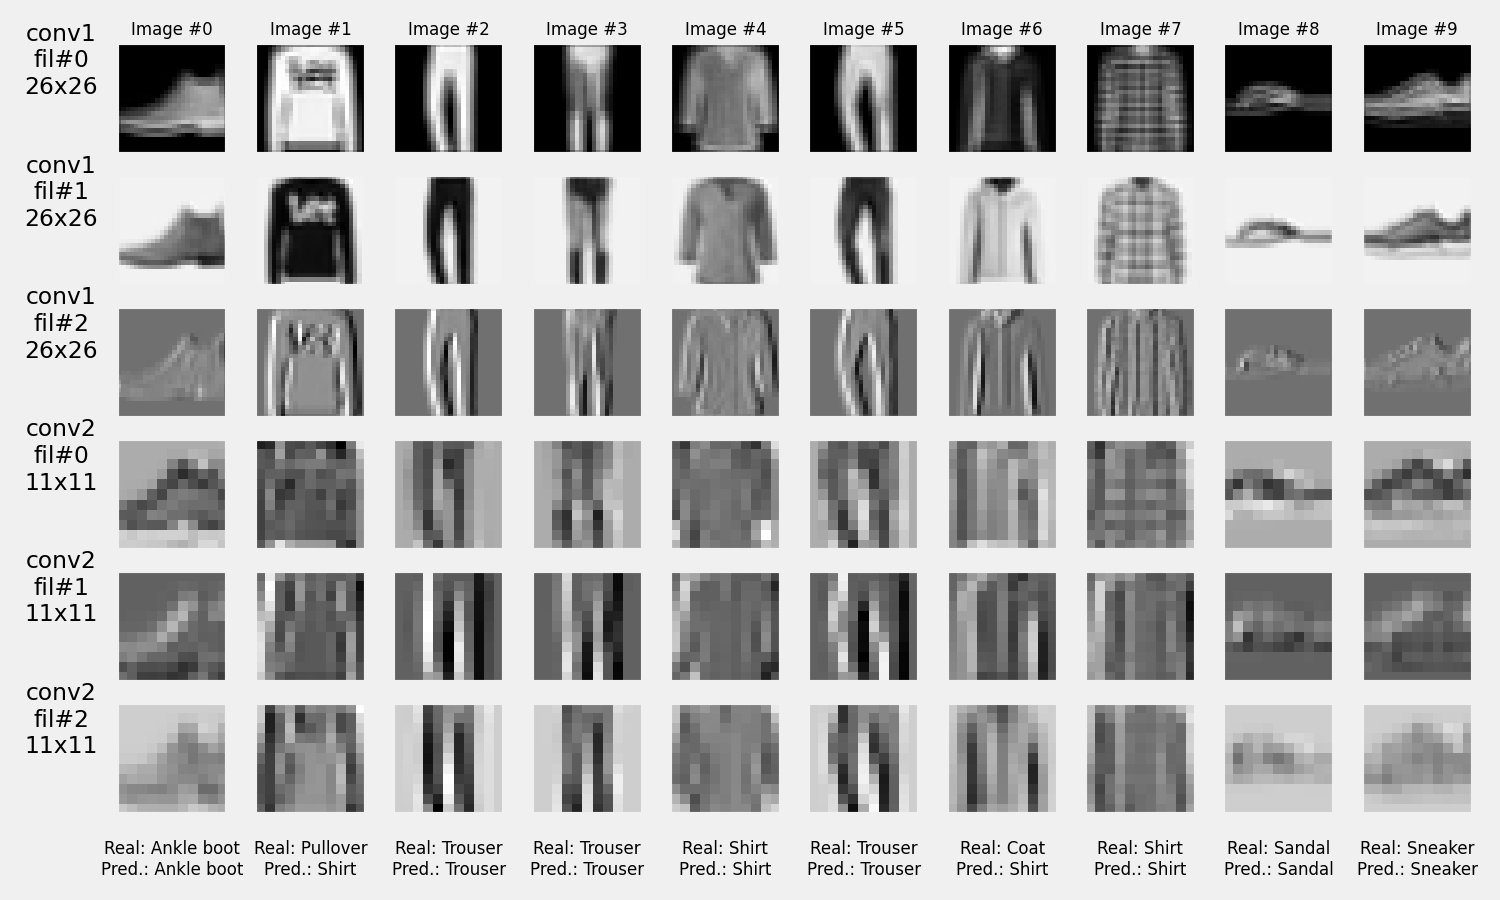 Image #0 Image #1 Image #2 Image #3 Image #4 Image #5 Image #6 Image #7 Image #8 Image #9
conv1
fil#0
26x26
conv1
fil#1
26x26
conv1
fil#2
26x26
conv2
fil#0
11x11
conv2
fil#1
11x11
conv2
fil#2
11x11
Real: Ankle boot Real: Pullover Real: Trouser Real: Trouser Real: Shirt Real: Trouser Real: Coat Real: Shirt Real: Sandal Real: Sneaker
Pred.: Ankle boot Pred.: Shirt Pred.: Trouser Pred.: Trouser Pred.: Shirt Pred.: Trouser Pred.: Shirt Pred.: Shirt Pred.: Sandal Pred.: Sneaker